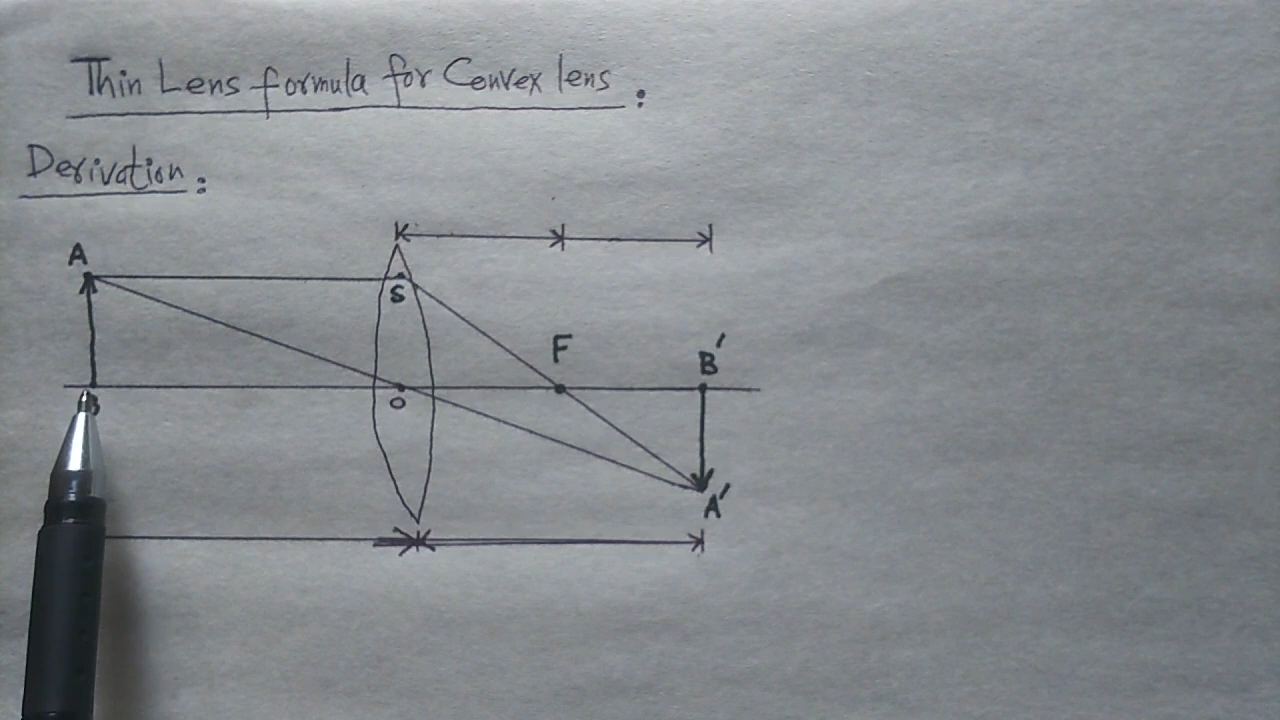 Thin Lens formula for Convex lens :
Derivation :
A
S
F
B'
B
O
A'